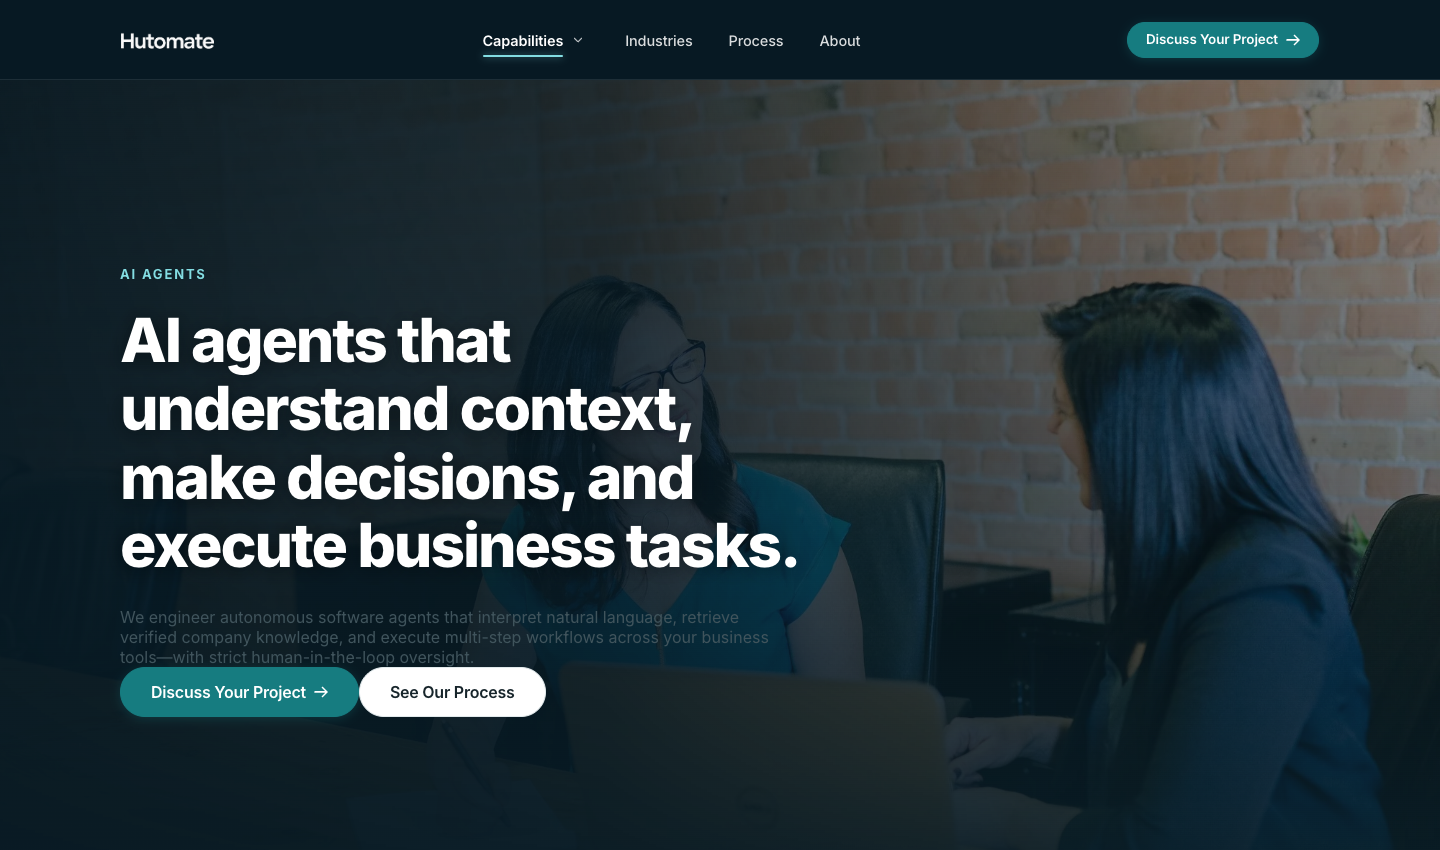 Hutomate
Capabilities
Industries
Process
About
Discuss Your Project
AI AGENTS
AI agents that
understand context,
make decisions, and
execute business tasks.
We engineer autonomous software agents that interpret natural language, retrieve
verified company knowledge, and execute multi-step workflows across your business
tools—with strict human-in-the-loop oversight.
Discuss Your Project
See Our Process